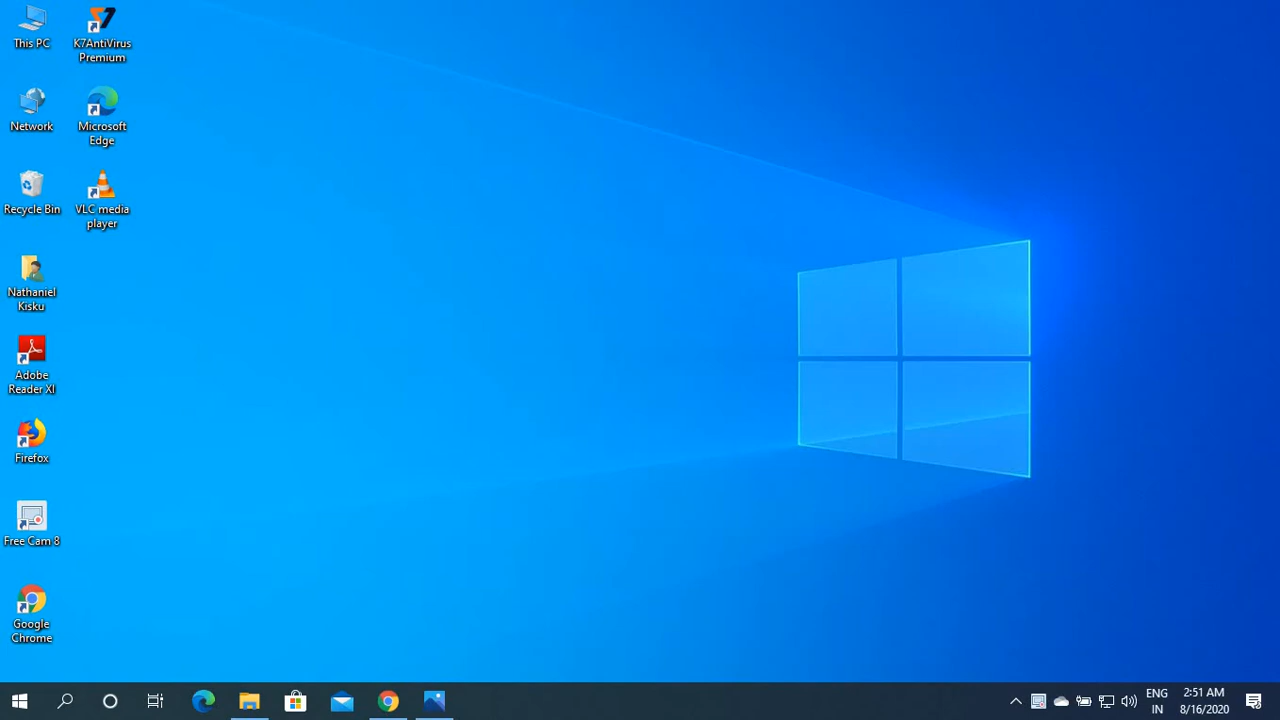 This PC
K7AntiVirus
Premium
Network
Microsoft
Edge
Recycle Bin
VLC media
player
Nathaniel
Kisku
Adobe
Reader XI
Firefox
Free Cam 8
Google
Chrome
ENG
IN
2:51 AM
8/16/2020